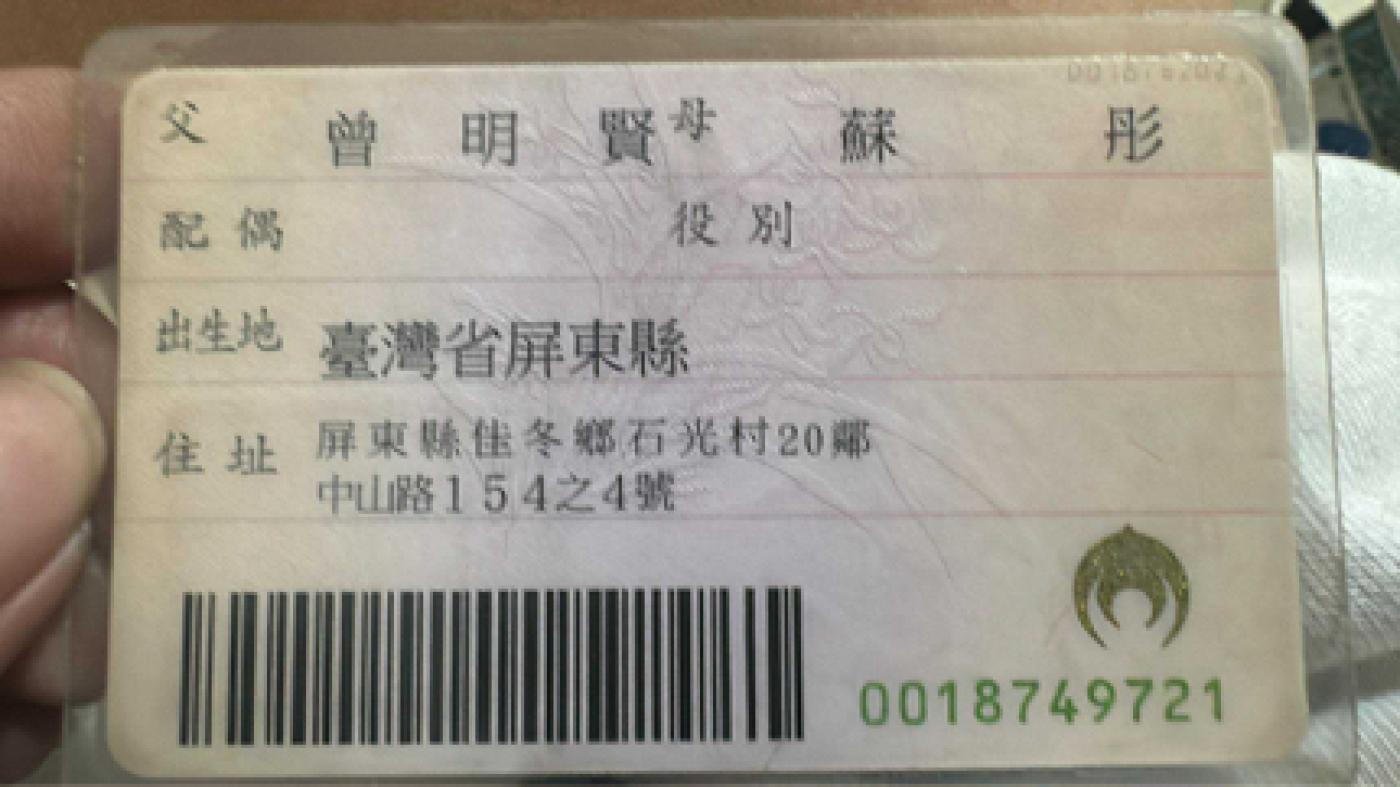 父 曾明賢 母 蘇彤
配偶 役別
出生地 臺灣省屏東縣
住址 屏東縣佳冬鄉石光村20鄰
中山路154之4號
0018749721